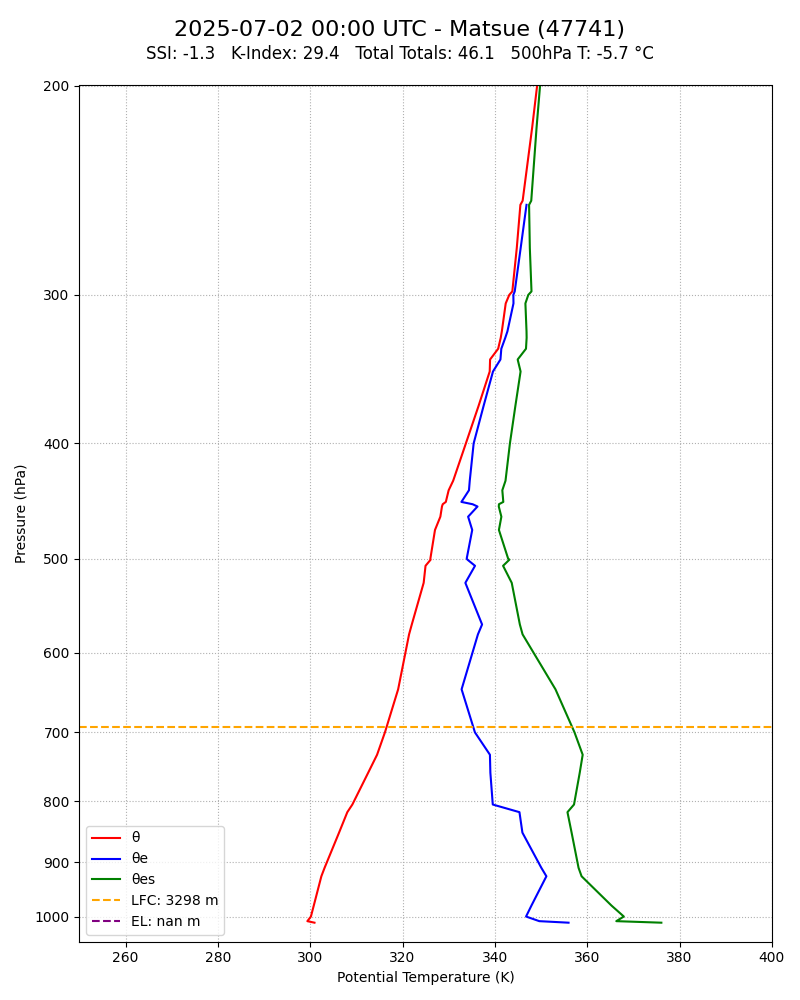 2025-07-02 00:00 UTC - Matsue (47741)
SSI: -1.3   K-Index: 29.4   Total Totals: 46.1   500hPa T: -5.7 °C
200
300
400
500
600
700
800
900
1000
Pressure (hPa)
θ
θe
θes
LFC: 3298 m
EL: nan m
260 280 300 320 340 360 380 400
Potential Temperature (K)